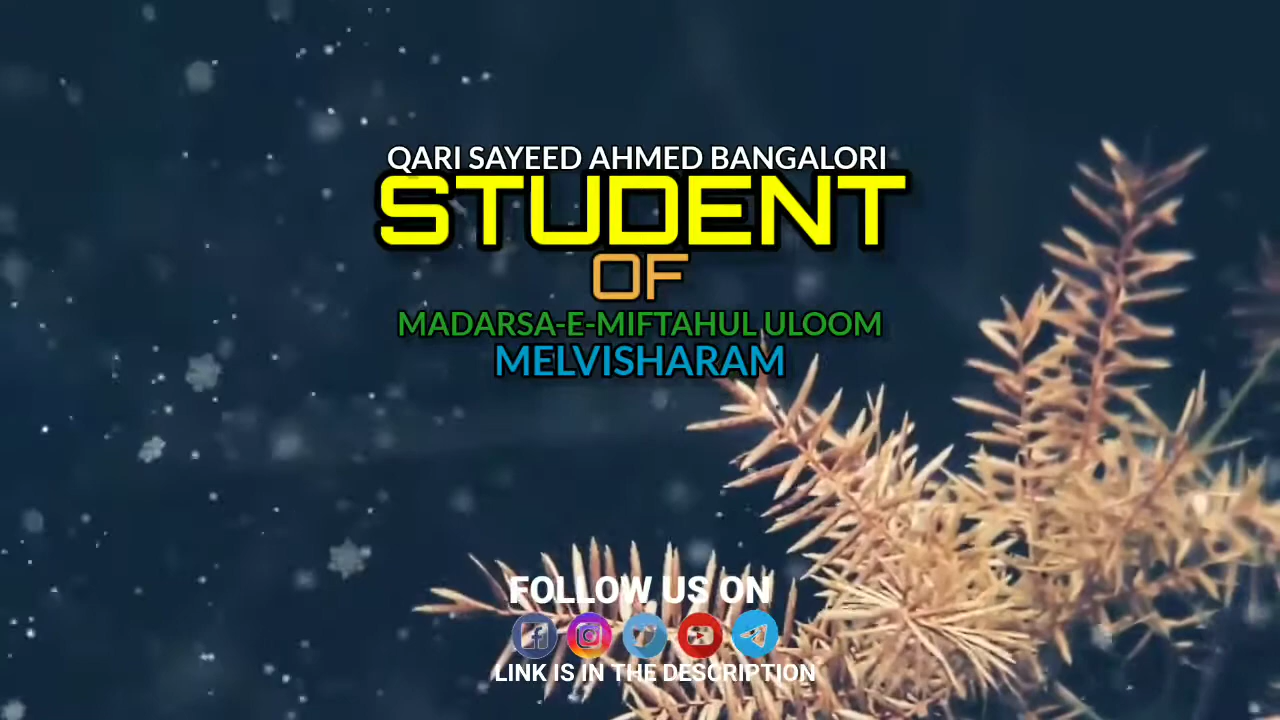 QARI SAYEED AHMED BANGALORI
STUDENT
OF
MADARSA-E-MIFTAHUL ULOOM
MELVISHARAM
FOLLOW US ON
LINK IS IN THE DESCRIPTION